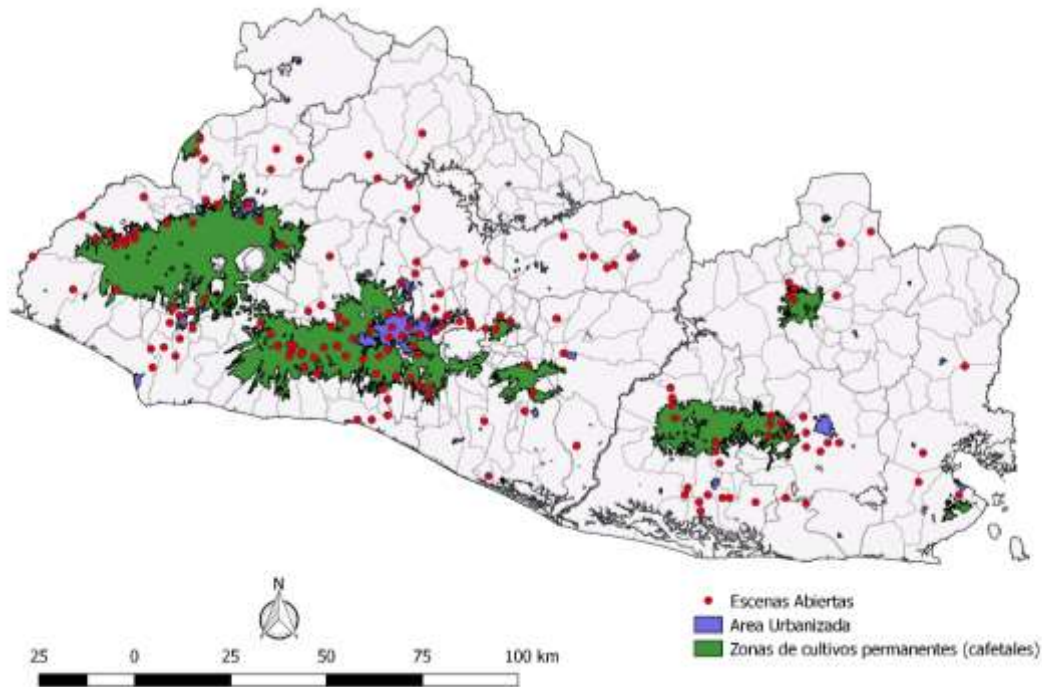 N
Escenas Abiertas
Area Urbanizada
Zonas de cultivos permanentes (cafetales)
25 0 25 50 75 100 km